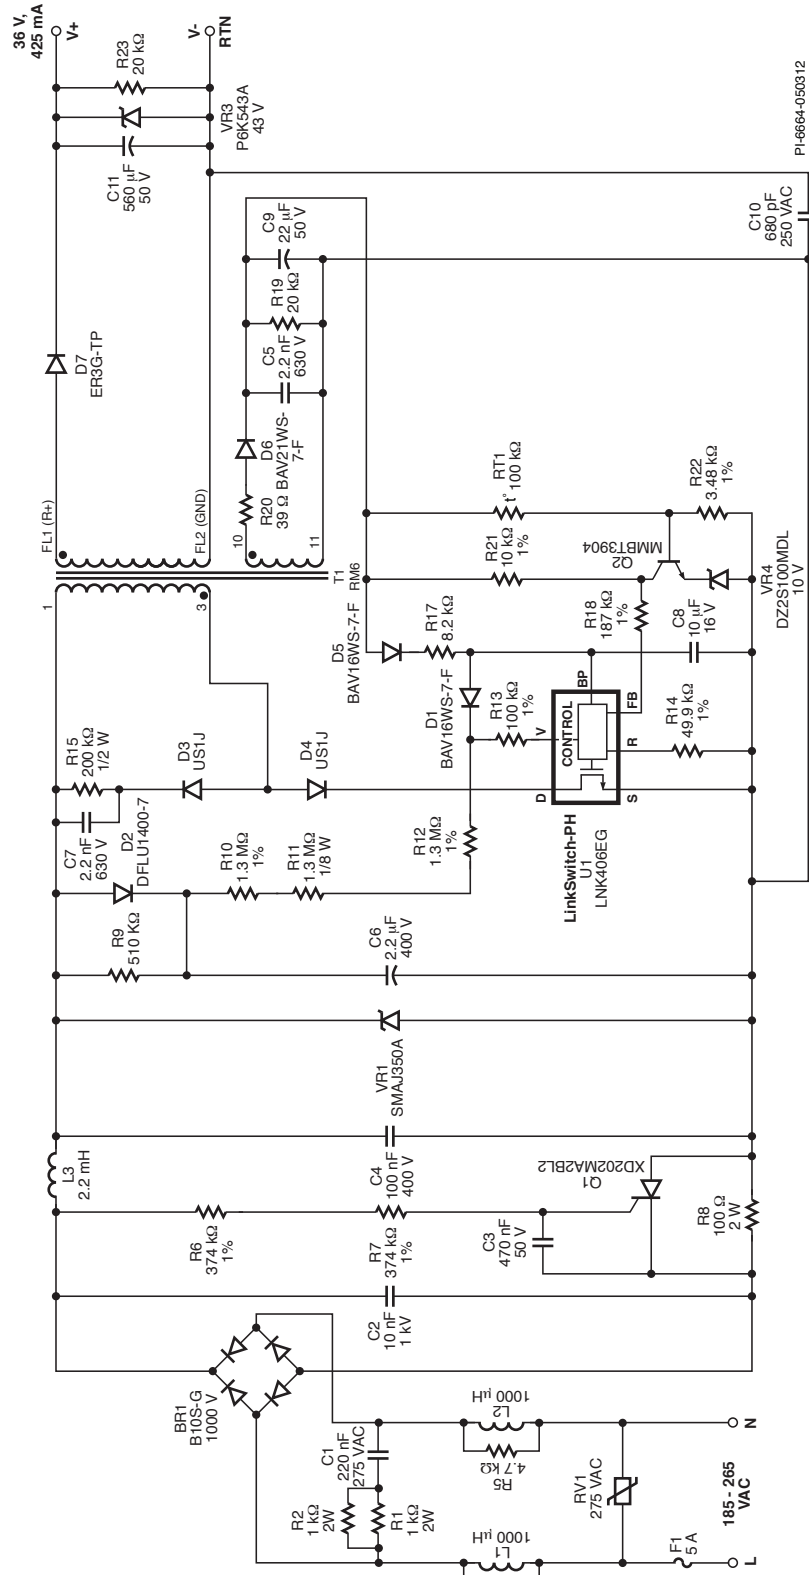 36 V,
425 mA
V+
V-
RTN
R23
20 kΩ
VR3
P6K543A
43 V
C11
560 µF
50 V
D7
ER3G-TP
FL1 (R+)
FL2 (GND)
1
3
10
11
T1
RM6
R20
39 Ω
D6
BAV21WS-
7-F
C5
2.2 nF
630 V
R19
20 kΩ
C9
22 µF
50 V
C10
680 pF
250 VAC
PI-6664-050312
R15
200 kΩ
1/2 W
C7
2.2 nF
630 V
D3
US1J
D4
US1J
D2
DFLU1400-7
R9
510 KΩ
R10
1.3 MΩ
1%
R11
1.3 MΩ
1/8 W
R12
1.3 MΩ
1%
D5
BAV16WS-7-F
R17
8.2 kΩ
D1
BAV16WS-7-F
R13
100 kΩ
1%
R21
10 kΩ
1%
RT1
100 kΩ
t°
Q2
MMBT3904
R22
3.48 kΩ
1%
R18
187 kΩ
1%
VR4
DZ2S100MDL
10 V
C8
10 µF
16 V
R14
49.9 kΩ
1%
D
V
BP
CONTROL
S
R
FB
LinkSwitch-PH
U1
LNK406EG
C6
2.2 µF
400 V
VR1
SMAJ350A
L3
2.2 mH
C4
100 nF
400 V
R6
374 kΩ
1%
R7
374 kΩ
1%
C3
470 nF
50 V
Q1
XD202MA2BL2
R8
100 Ω
2 W
C2
10 nF
1 kV
BR1
B10S-G
1000 V
C1
220 nF
275 VAC
R2
1 kΩ
2W
R1
1 kΩ
2W
L2
1000 µH
R5
4.7 kΩ
L1
1000 µH
RV1
275 VAC
F1
5 A
185 - 265
VAC
L
N